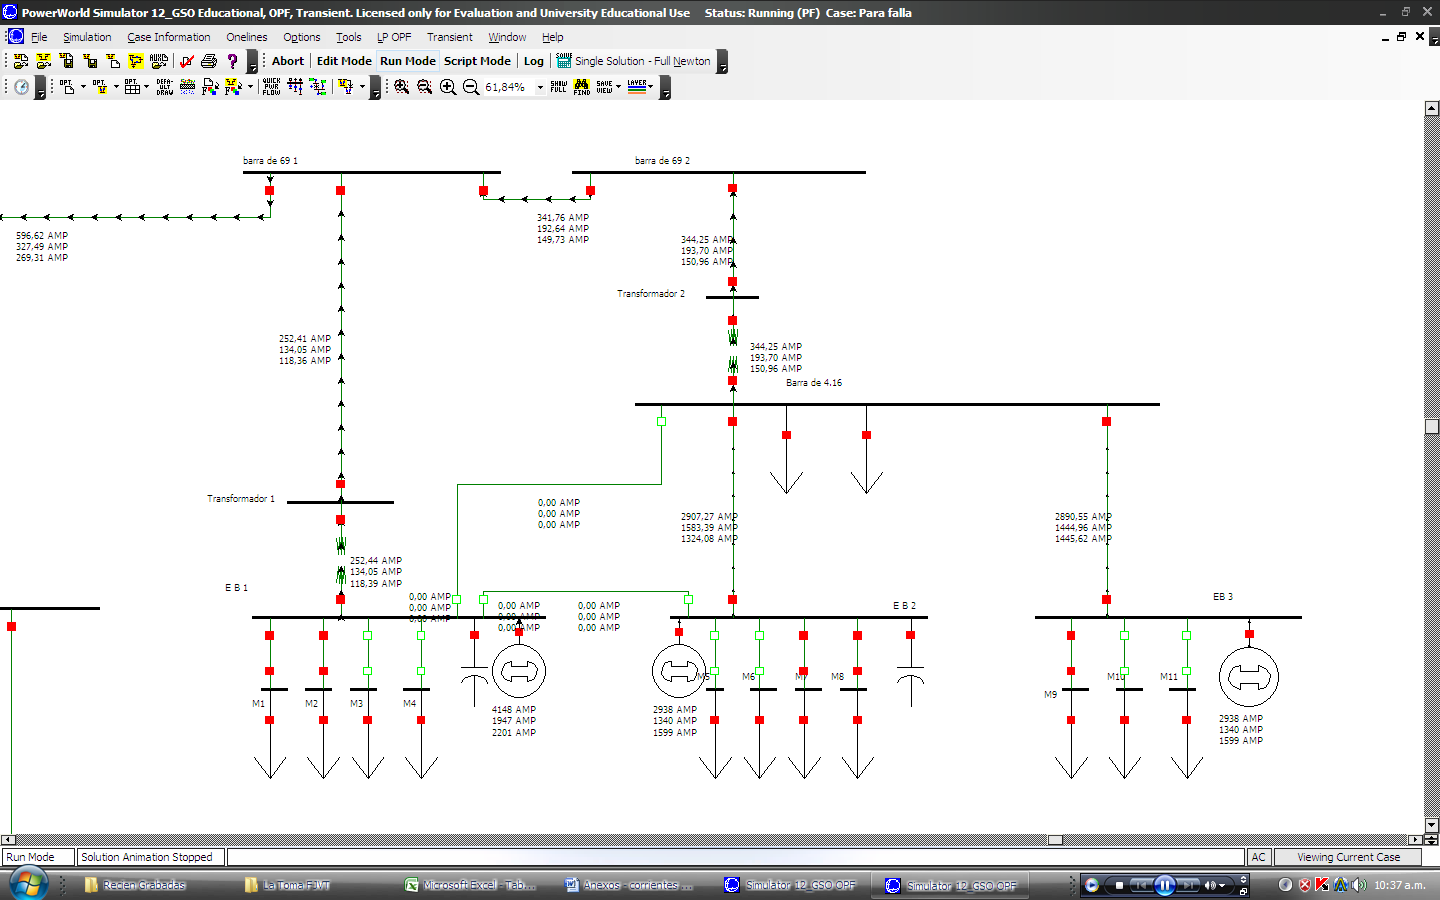 PowerWorld Simulator 12_GSO Educational, OPF, Transient. Licensed only for Evaluation and University Educational Use    Status: Running (PF)  Case: Para falla
File Simulation Case Information Onelines Options Tools LP OPF Transient Window Help
Abort Edit Mode Run Mode Script Mode Log Single Solution - Full Newton
61,84%
barra de 69 1
barra de 69 2
596,62 AMP
327,49 AMP
269,31 AMP
341,76 AMP
192,64 AMP
149,73 AMP
344,25 AMP
193,70 AMP
150,96 AMP
Transformador 2
252,41 AMP
134,05 AMP
118,36 AMP
344,25 AMP
193,70 AMP
150,96 AMP
Barra de 4.16
Transformador 1
0,00 AMP
0,00 AMP
0,00 AMP
2907,27 AMP
1583,39 AMP
1324,08 AMP
2890,55 AMP
1444,96 AMP
1445,62 AMP
252,44 AMP
134,05 AMP
118,39 AMP
E B 1
0,00 AMP
0,00 AMP
0,00 AMP
0,00 AMP
0,00 AMP
0,00 AMP
0,00 AMP
0,00 AMP
0,00 AMP
E B 2
EB 3
M1
M2
M3
M4
M5
M6
M7
M8
M9
M10
M11
4148 AMP
1947 AMP
2201 AMP
2938 AMP
1340 AMP
1599 AMP
2938 AMP
1340 AMP
1599 AMP
Run Mode Solution Animation Stopped AC Viewing Current Case
Recien Grabadas La Toma FJVT Microsoft Excel - Tab... Anexos - corrientes ... Simulator 12_GSO OPF Simulator 12_GSO OPF 10:37 a.m.